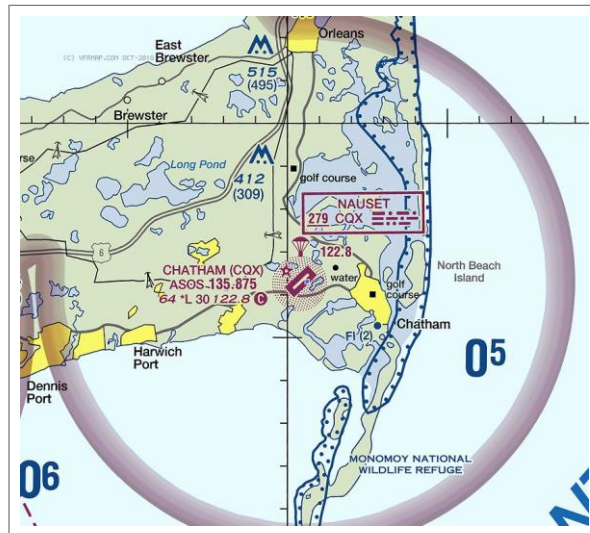 (C) VFRMAP.COM OCT-201
Orleans
East
Brewster
515
(495)
Brewster
412
(309)
Long Pond
golf course
NAUSET
279 CQX
6
122.8
CHATHAM (CQX)
ASOS 135.875
64 *L 30 122.8 C
water
golf
course
North Beach
Island
Fl (2)
Chatham
Harwich
Port
Dennis
Port
05
06
MONOMOY NATIONAL
WILDLIFE REFUGE